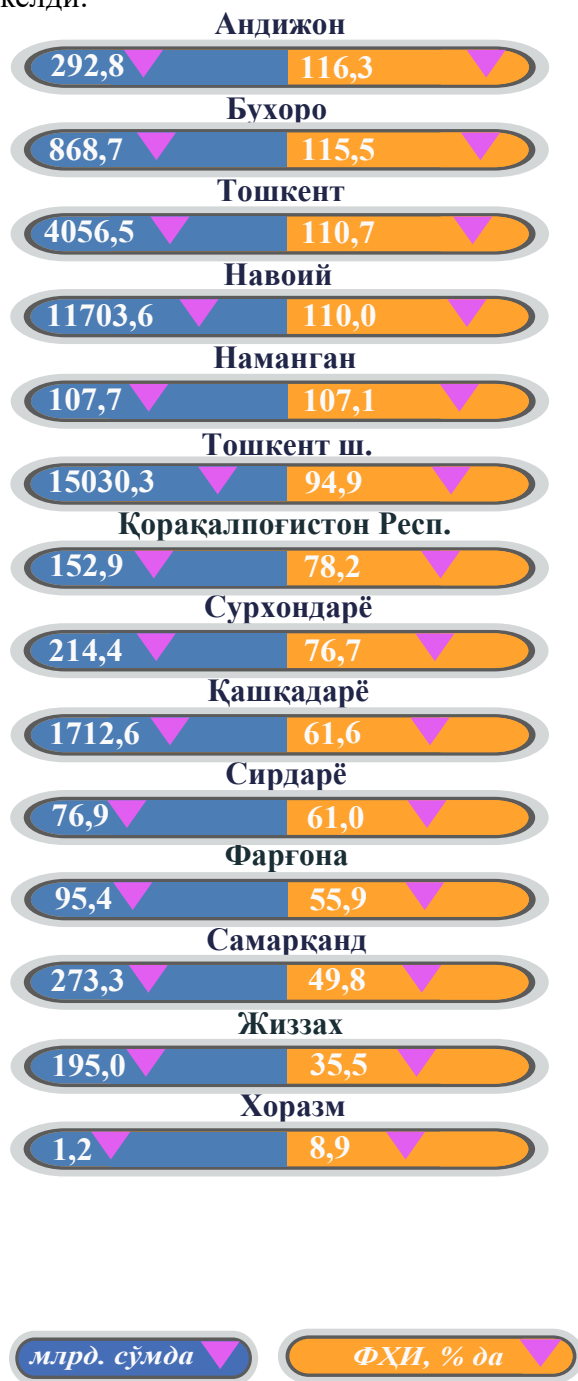 келди.
Андижон
292,8 116,3
Бухоро
868,7 115,5
Тошкент
4056,5 110,7
Навоий
11703,6 110,0
Наманган
107,7 107,1
Тошкент ш.
15030,3 94,9
Қорақалпоғистон Респ.
152,9 78,2
Сурхондарё
214,4 76,7
Қашқадарё
1712,6 61,6
Сирдарё
76,9 61,0
Фарғона
95,4 55,9
Самарқанд
273,3 49,8
Жиззах
195,0 35,5
Хоразм
1,2 8,9
млрд. сўмда ФҲИ, % да